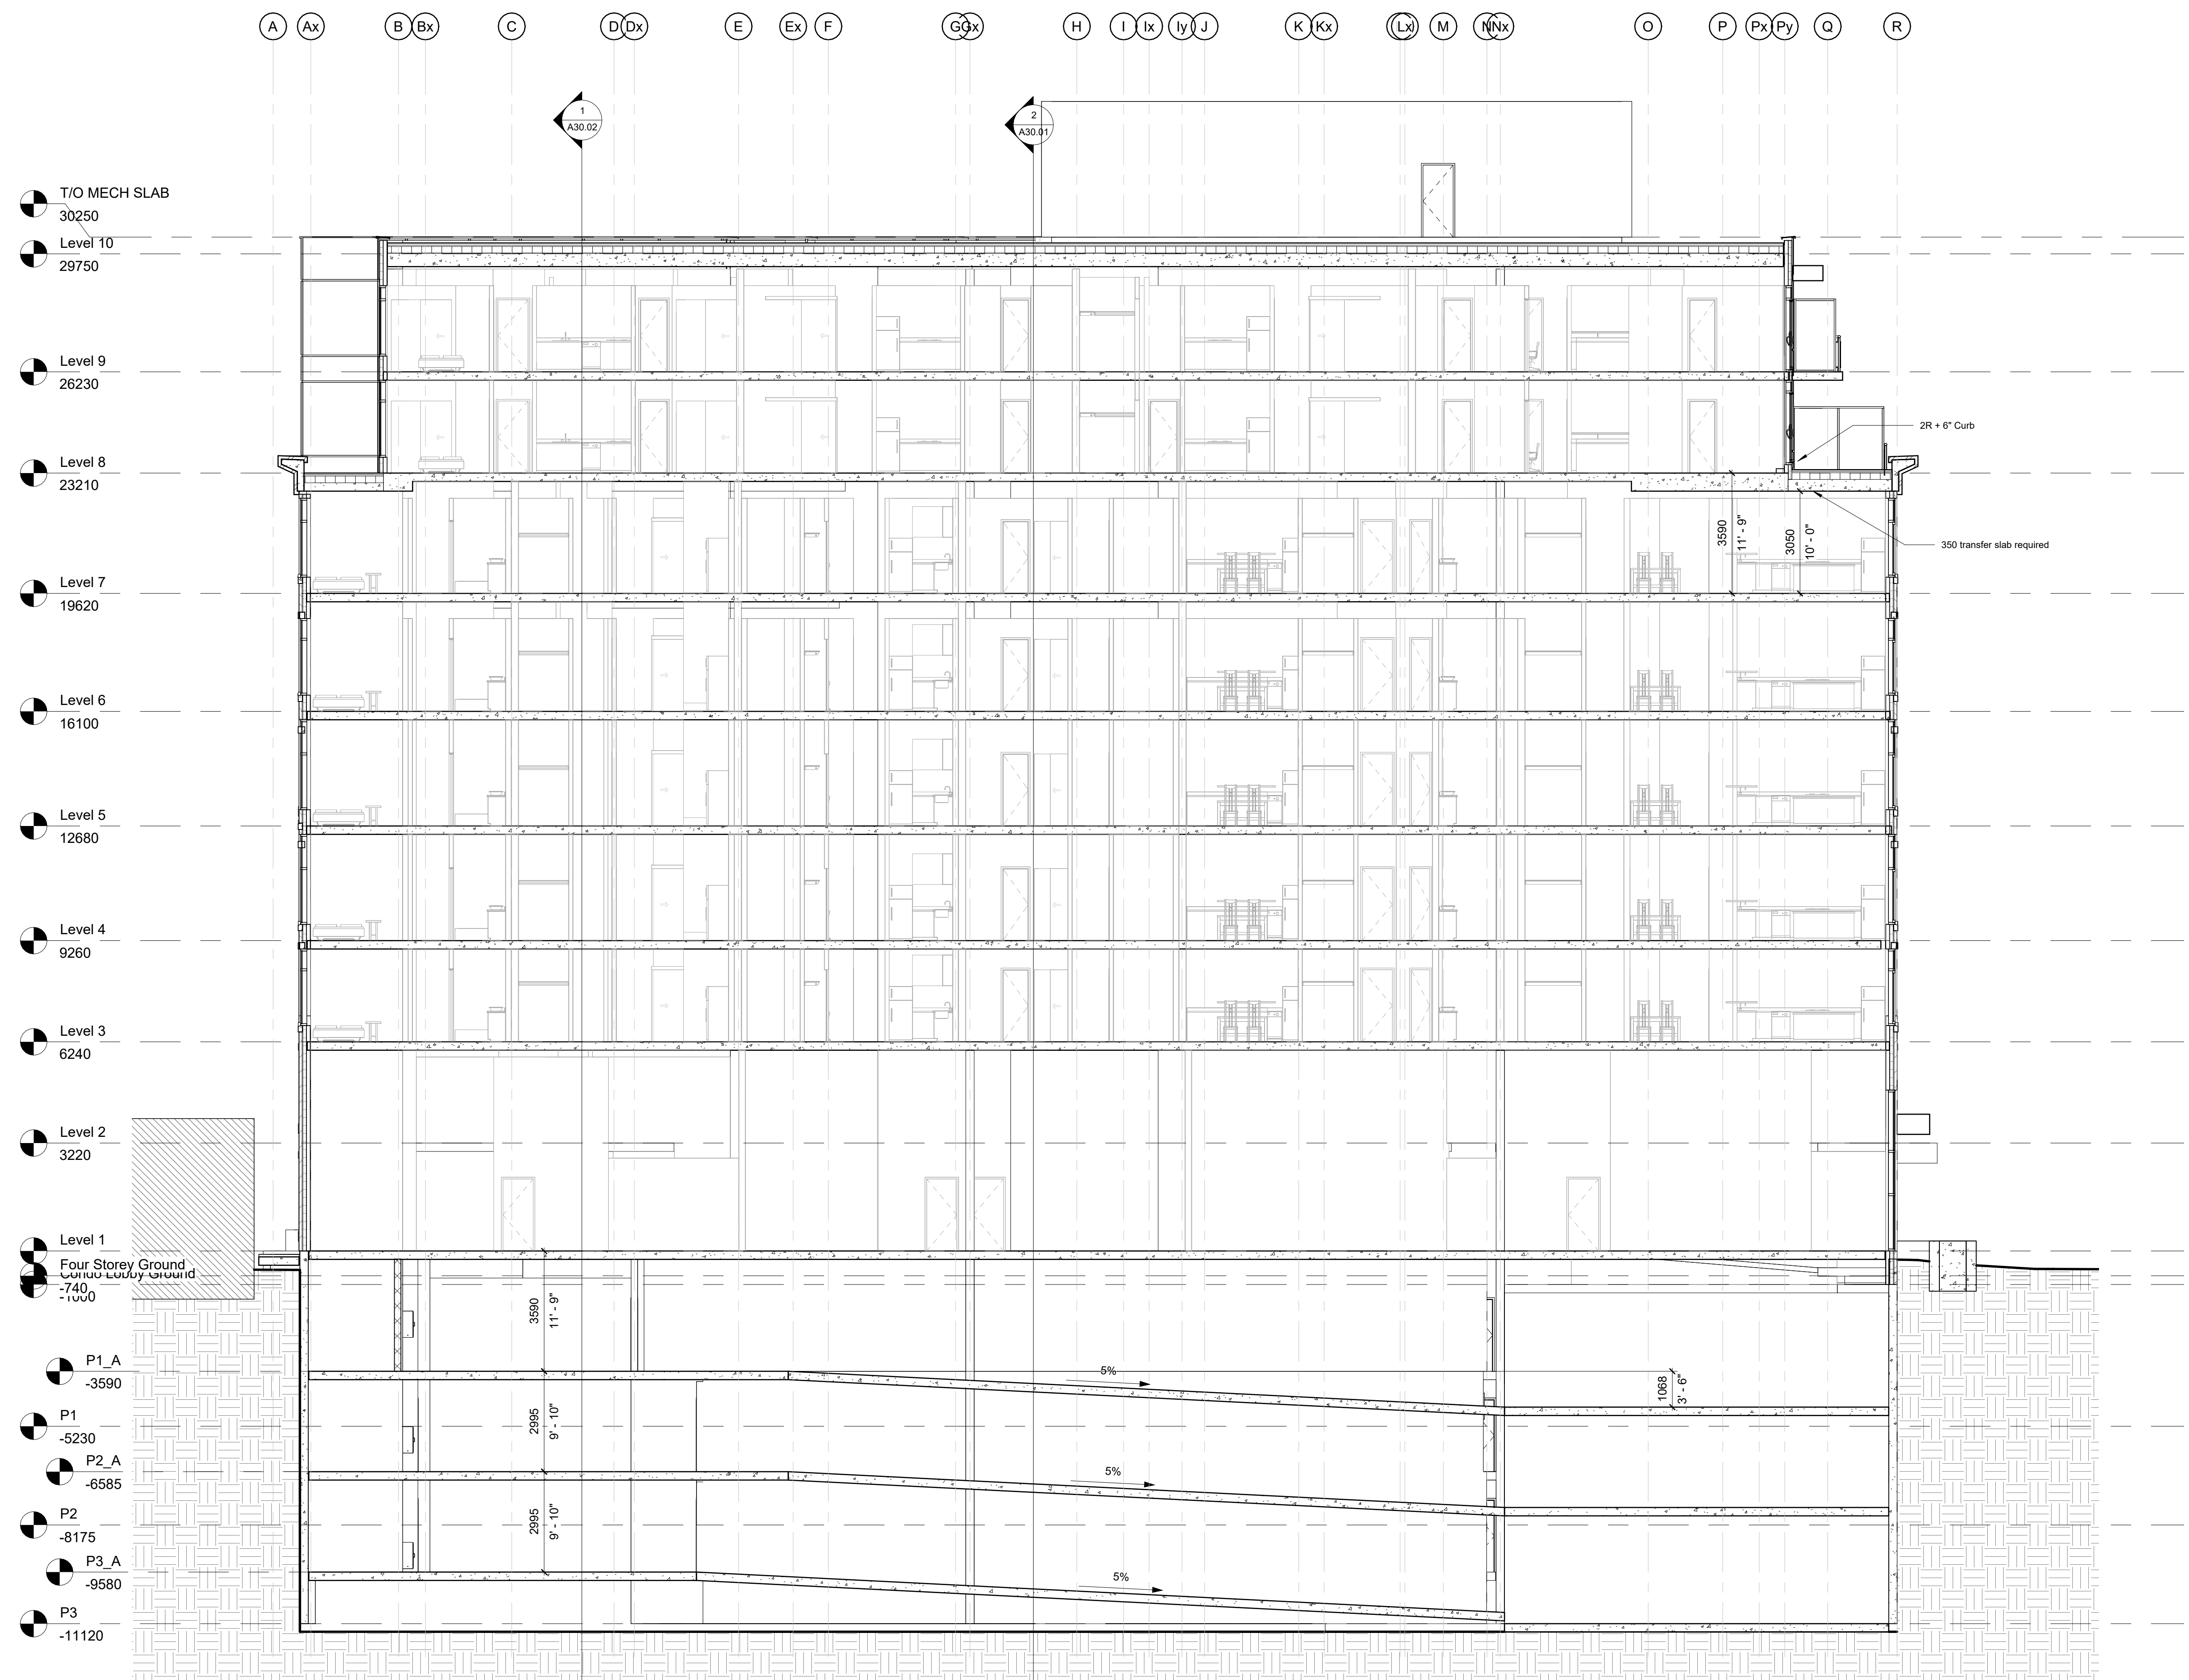 A Ax B Bx C D Dx E Ex F G Gx H I Ix Iy J K Kx Lx M N Nx O P Px Py Q R
1
A30.02
2
A30.01
T/O MECH SLAB
30250
Level 10
29750
Level 9
26230
2R + 6" Curb
Level 8
23210
3590
11' - 9"
3050
10' - 0"
350 transfer slab required
Level 7
19620
Level 6
16100
Level 5
12680
Level 4
9260
Level 3
6240
Level 2
3220
Level 1
Four Storey Ground
Condo Lobby Ground
-740
-1000
3590
11' - 9"
P1_A
-3590
5%
1068
3' - 6"
P1
-5230
2995
9' - 10"
P2_A
-6585
5%
P2
-8175
2995
9' - 10"
P3_A
-9580
5%
P3
-11120